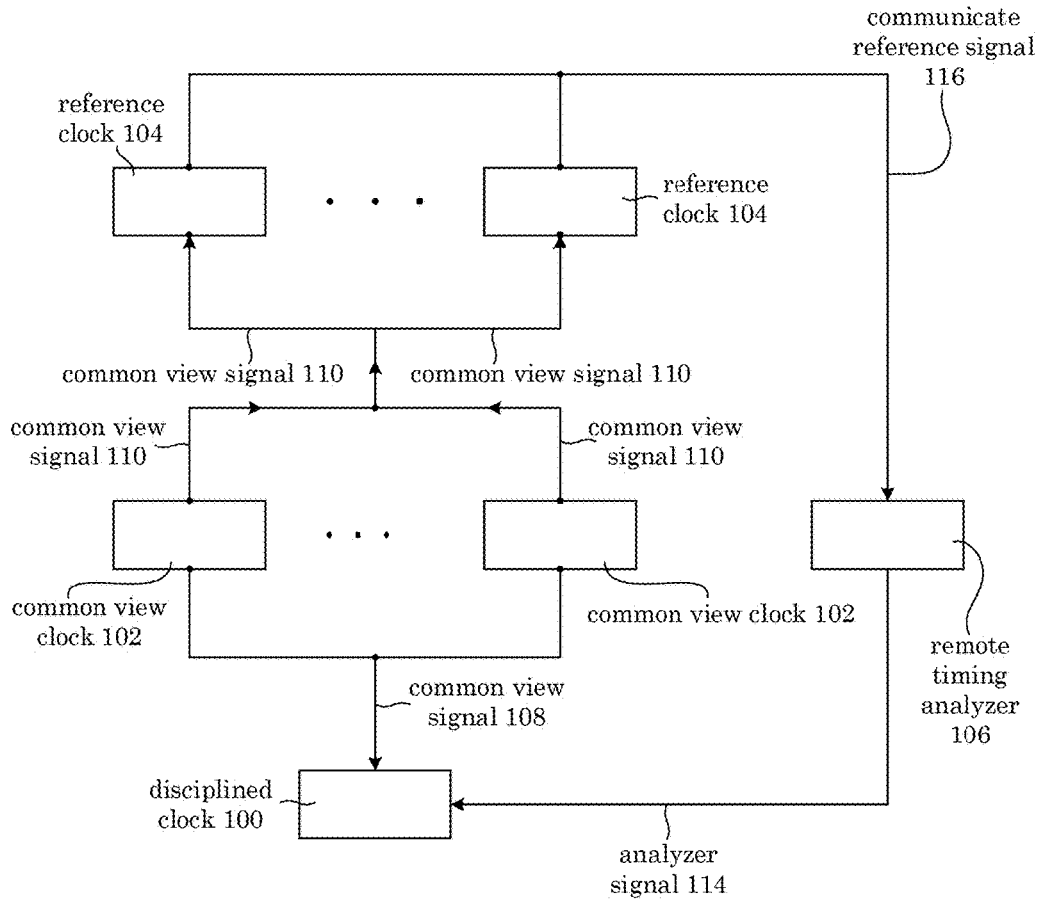 communicate
reference signal
116
reference
clock 104
reference
clock 104
common view signal 110
common view signal 110
common view
signal 110
common view
signal 110
common view
clock 102
common view clock 102
remote
timing
analyzer
106
common view
signal 108
disciplined
clock 100
analyzer
signal 114